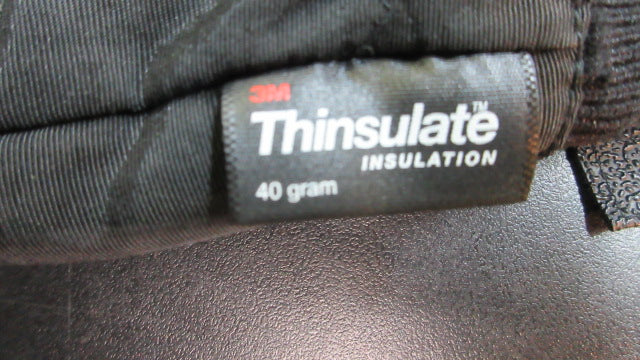 3M
Thinsulate™
INSULATION
40 gram